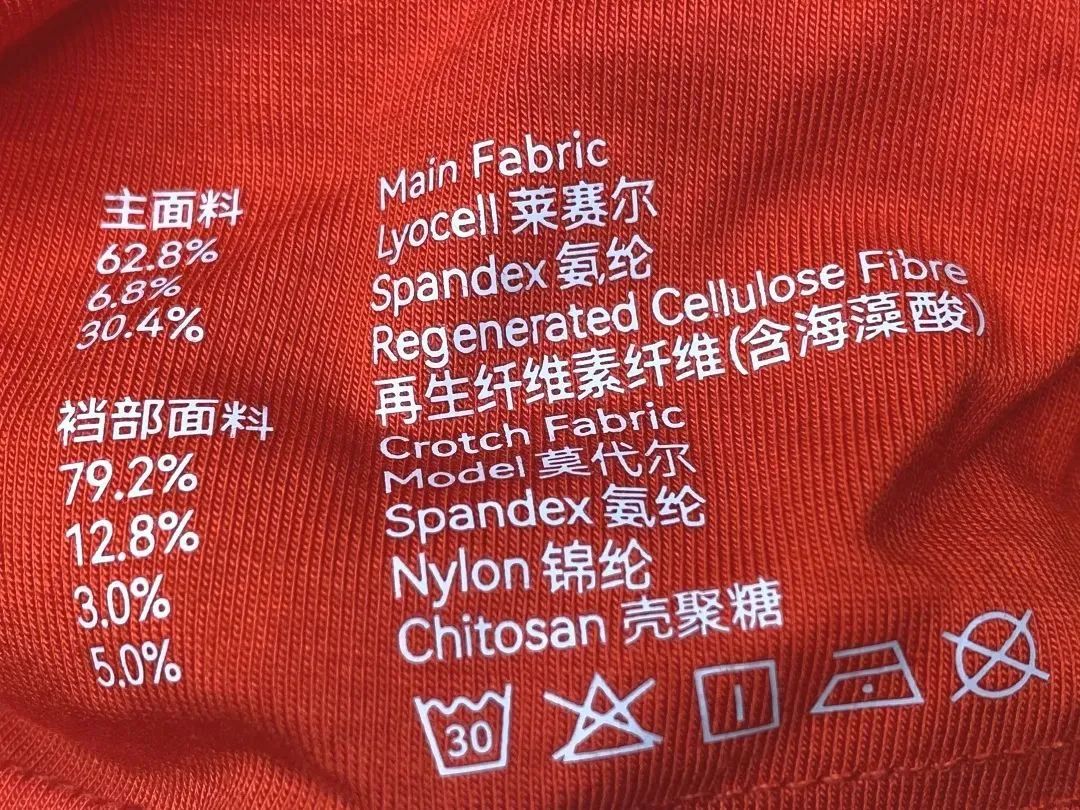 主面料 Main Fabric
62.8% Lyocell 莱赛尔
6.8% Spandex 氨纶
30.4% Regenerated Cellulose Fibre
再生纤维素纤维(含海藻酸)
裆部面料 Crotch Fabric
79.2% Model 莫代尔
12.8% Spandex 氨纶
3.0% Nylon 锦纶
5.0% Chitosan 壳聚糖
30